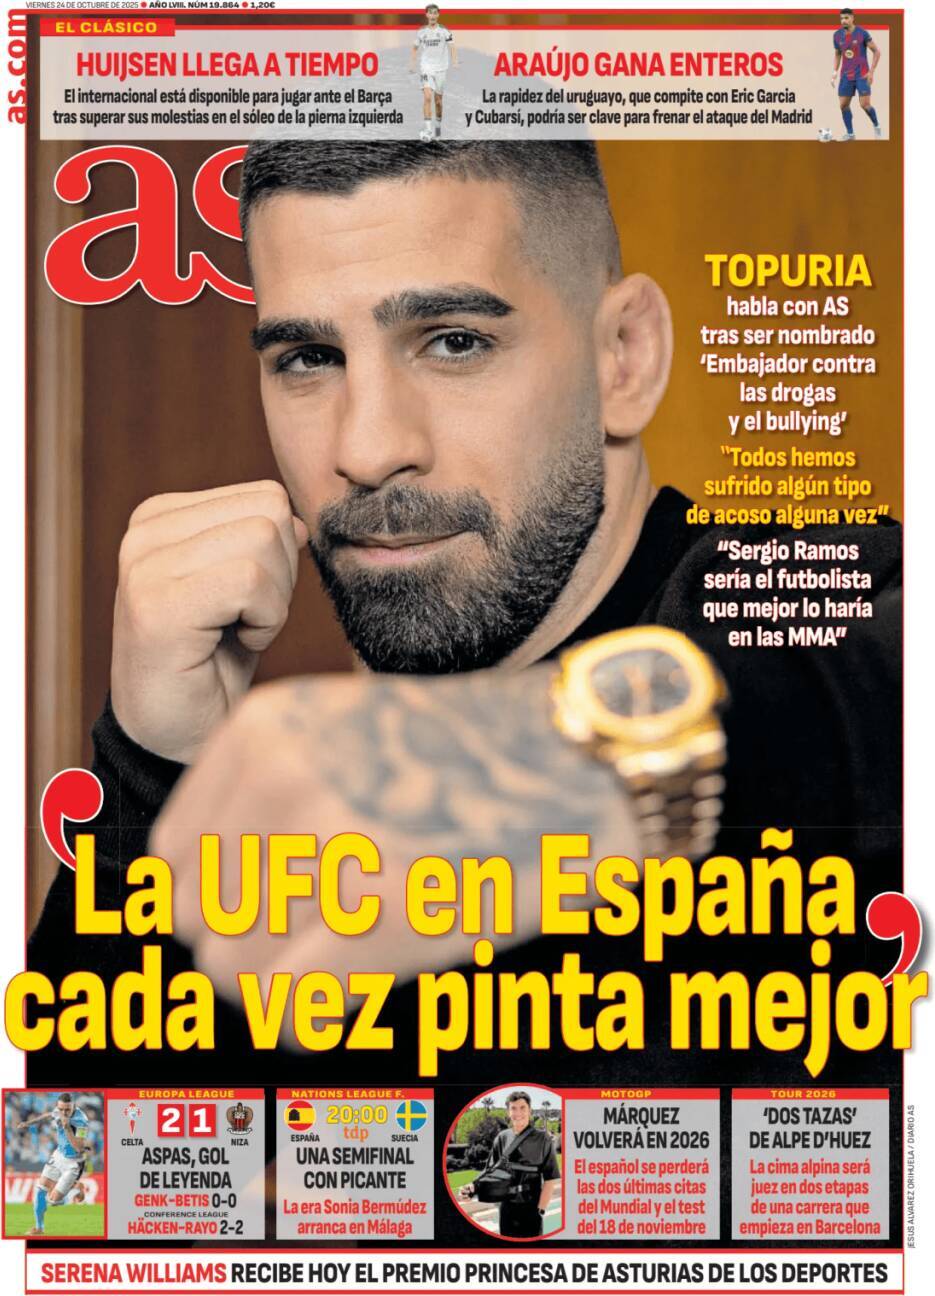 VIERNES 24 DE OCTUBRE DE 2025 ● AÑO LVIII. NÚM 19.864 ● 1,20€
as.com
EL CLÁSICO
HUIJSEN LLEGA A TIEMPO
El internacional está disponible para jugar ante el Barça
tras superar sus molestias en el sóleo de la pierna izquierda
ARAÚJO GANA ENTEROS
La rapidez del uruguayo, que compite con Eric Garcia
y Cubarsí, podría ser clave para frenar el ataque del Madrid
as
TOPURIA
habla con AS
tras ser nombrado
‘Embajador contra
las drogas
y el bullying’
“Todos hemos
sufrido algún tipo
de acoso alguna vez”
“Sergio Ramos
sería el futbolista
que mejor lo haría
en las MMA”
‘La UFC en España
cada vez pinta mejor’
EUROPA LEAGUE
2 1
CELTA NIZA
ASPAS, GOL
DE LEYENDA
GENK-BETIS 0-0
CONFERENCE LEAGUE
HÄCKEN-RAYO 2-2
NATIONS LEAGUE F.
20:00
tdp
ESPAÑA SUECIA
UNA SEMIFINAL
CON PICANTE
La era Sonia Bermúdez
arranca en Málaga
MOTOGP
MÁRQUEZ
VOLVERÁ EN 2026
El español se perderá
las dos últimas citas
del Mundial y el test
del 18 de noviembre
TOUR 2026
‘DOS TAZAS’
DE ALPE D’HUEZ
La cima alpina será
juez en dos etapas
de una carrera que
empieza en Barcelona
JESÚS ÁLVAREZ ORIHUELA / DIARIO AS
SERENA WILLIAMS RECIBE HOY EL PREMIO PRINCESA DE ASTURIAS DE LOS DEPORTES